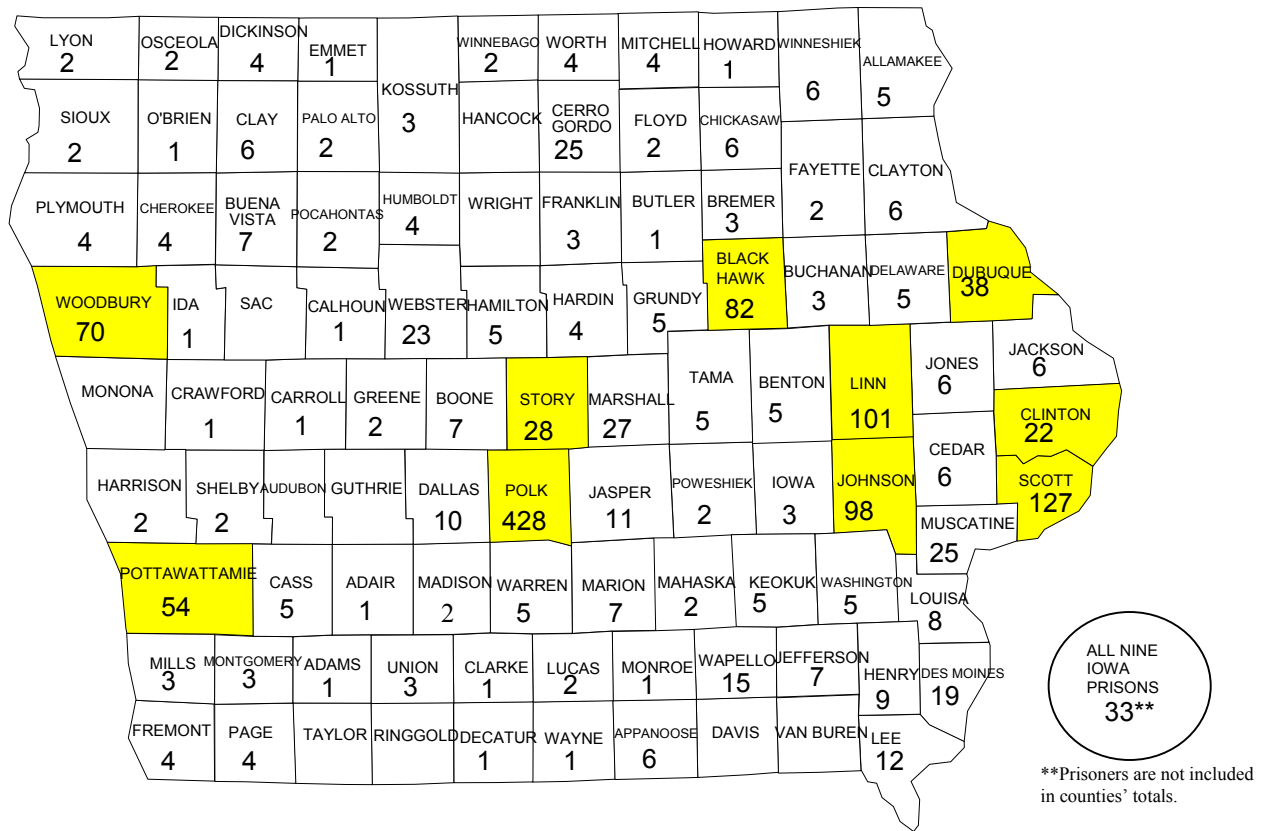 LYON
2
OSCEOLA
2
DICKINSON
4
EMMET
1
KOSSUTH
3
WINNEBAGO
2
WORTH
4
MITCHELL
4
HOWARD
1
WINNESHIEK
6
ALLAMAKEE
5
SIOUX
2
O'BRIEN
1
CLAY
6
PALO ALTO
2
HANCOCK
CERRO
GORDO
25
FLOYD
2
CHICKASAW
6
FAYETTE
2
CLAYTON
6
PLYMOUTH
4
CHEROKEE
4
BUENA
VISTA
7
POCAHONTAS
2
HUMBOLDT
4
WRIGHT
FRANKLIN
3
BUTLER
1
BREMER
3
WOODBURY
70
IDA
1
SAC
CALHOUN
1
WEBSTER
23
HAMILTON
5
HARDIN
4
GRUNDY
5
BLACK
HAWK
82
BUCHANAN
3
DELAWARE
5
DUBUQUE
38
MONONA
CRAWFORD
1
CARROLL
1
GREENE
2
BOONE
7
STORY
28
MARSHALL
27
TAMA
5
BENTON
5
LINN
101
JONES
6
JACKSON
6
CLINTON
22
HARRISON
2
SHELBY
2
AUDUBON
GUTHRIE
DALLAS
10
POLK
428
JASPER
11
POWESHIEK
2
IOWA
3
JOHNSON
98
CEDAR
6
SCOTT
127
MUSCATINE
25
POTTAWATTAMIE
54
CASS
5
ADAIR
1
MADISON
2
WARREN
5
MARION
7
MAHASKA
2
KEOKUK
5
WASHINGTON
5
LOUISA
8
MILLS
3
MONTGOMERY
3
ADAMS
1
UNION
3
CLARKE
1
LUCAS
2
MONROE
1
WAPELLO
15
JEFFERSON
7
HENRY
9
DES MOINES
19
FREMONT
4
PAGE
4
TAYLOR
RINGGOLD
DECATUR
1
WAYNE
1
APPANOOSE
6
DAVIS
VAN BUREN
LEE
12
ALL NINE
IOWA
PRISONS
33**
**Prisoners are not included
in counties' totals.